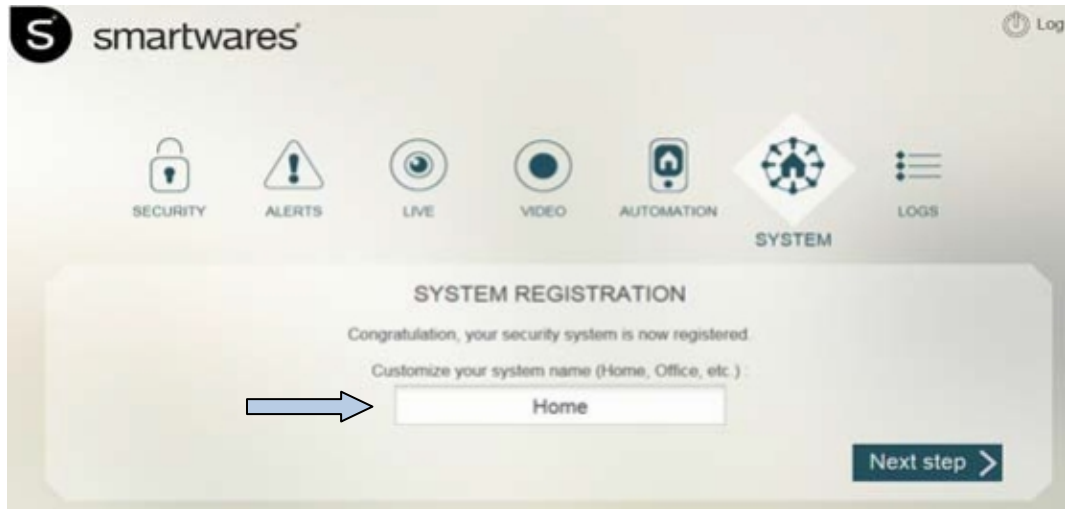 S smartwares®
Log
SECURITY ALERTS LIVE VIDEO AUTOMATION SYSTEM LOGS
SYSTEM REGISTRATION
Congratulation, your security system is now registered.
Customize your system name (Home, Office, etc.) :
Home
Next step